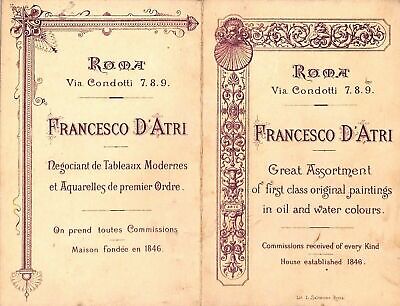 Roma
Via Condotti 7.8.9.
Francesco D'Atri
Negociant de Tableaux Modernes
et Aquarelles de premier Ordre.
On prend toutes Commissions
Maison fondée en 1846.
Roma
Via Condotti 7.8.9.
Francesco D'Atri
Great Assortment
of first class original paintings
in oil and water colours.
Commissions received of every Kind
House established 1846.
Lit.
Roma